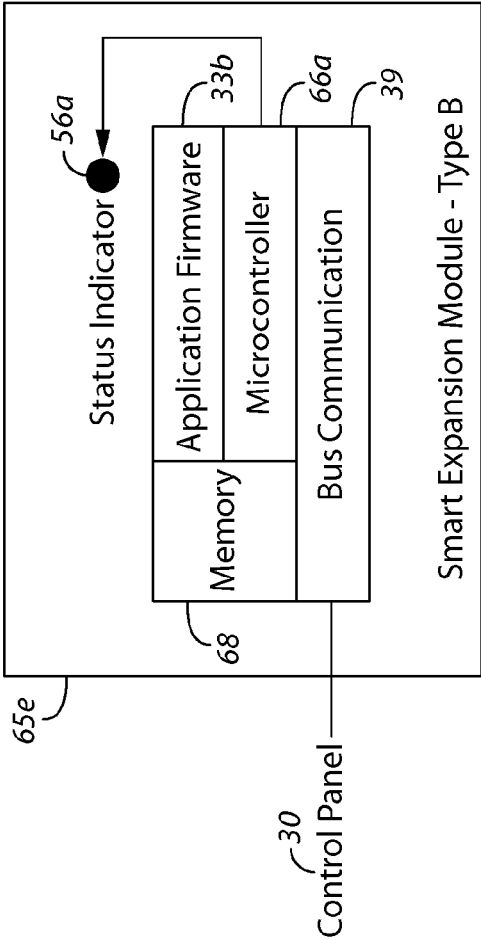 65e
Status Indicator
56a
Memory
68
Application Firmware
33b
Microcontroller
66a
Bus Communication
39
30
Control Panel
Smart Expansion Module - Type B